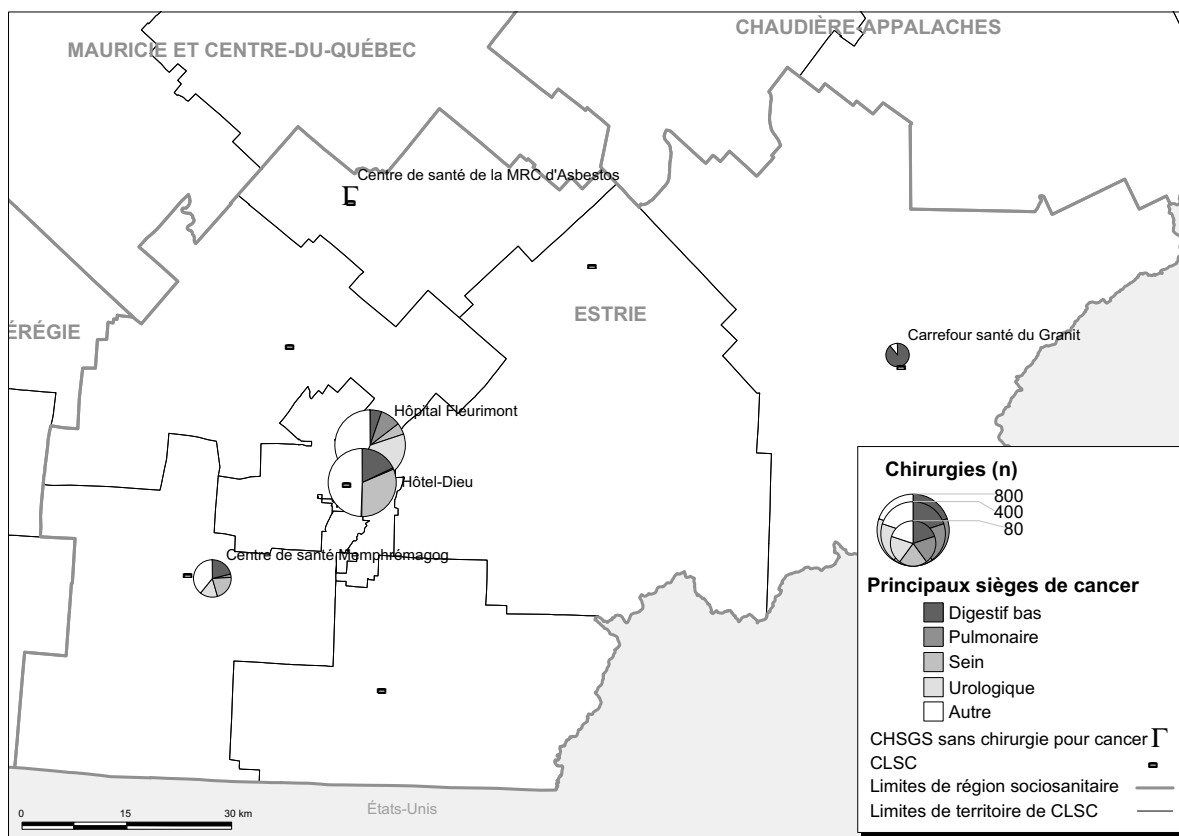 MAURICIE ET CENTRE-DU-QUÉBEC
CHAUDIÈRE-APPALACHES
Centre de santé de la MRC d'Asbestos
Γ
ESTRIE
ÉRÉGIE
Carrefour santé du Granit
Hôpital Fleurimont
Hôtel-Dieu
Centre de santé Memphrémagog
Chirurgies (n)
800
400
80
Principaux sièges de cancer
Digestif bas
Pulmonaire
Sein
Urologique
Autre
CHSGS sans chirurgie pour cancer Γ
CLSC
Limites de région sociosanitaire
Limites de territoire de CLSC
0 15 30 km
États-Unis